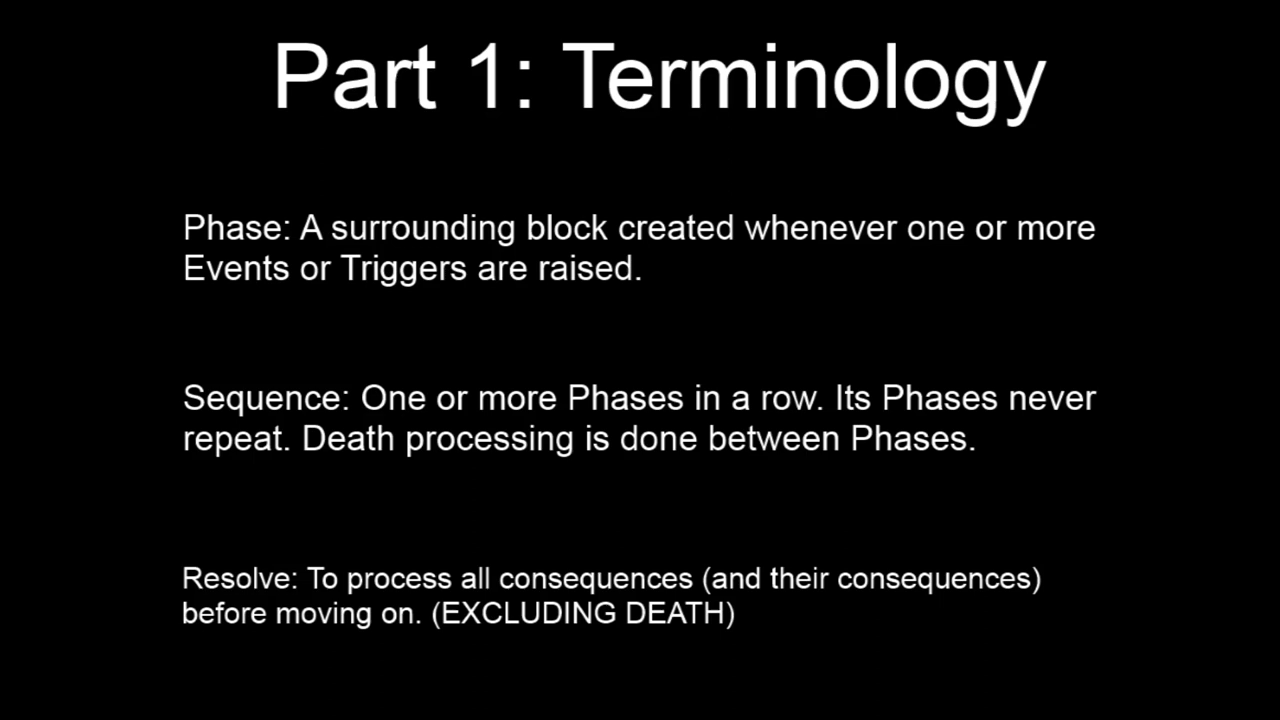 Part 1: Terminology
Phase: A surrounding block created whenever one or more
Events or Triggers are raised.
Sequence: One or more Phases in a row. Its Phases never
repeat. Death processing is done between Phases.
Resolve: To process all consequences (and their consequences)
before moving on. (EXCLUDING DEATH)